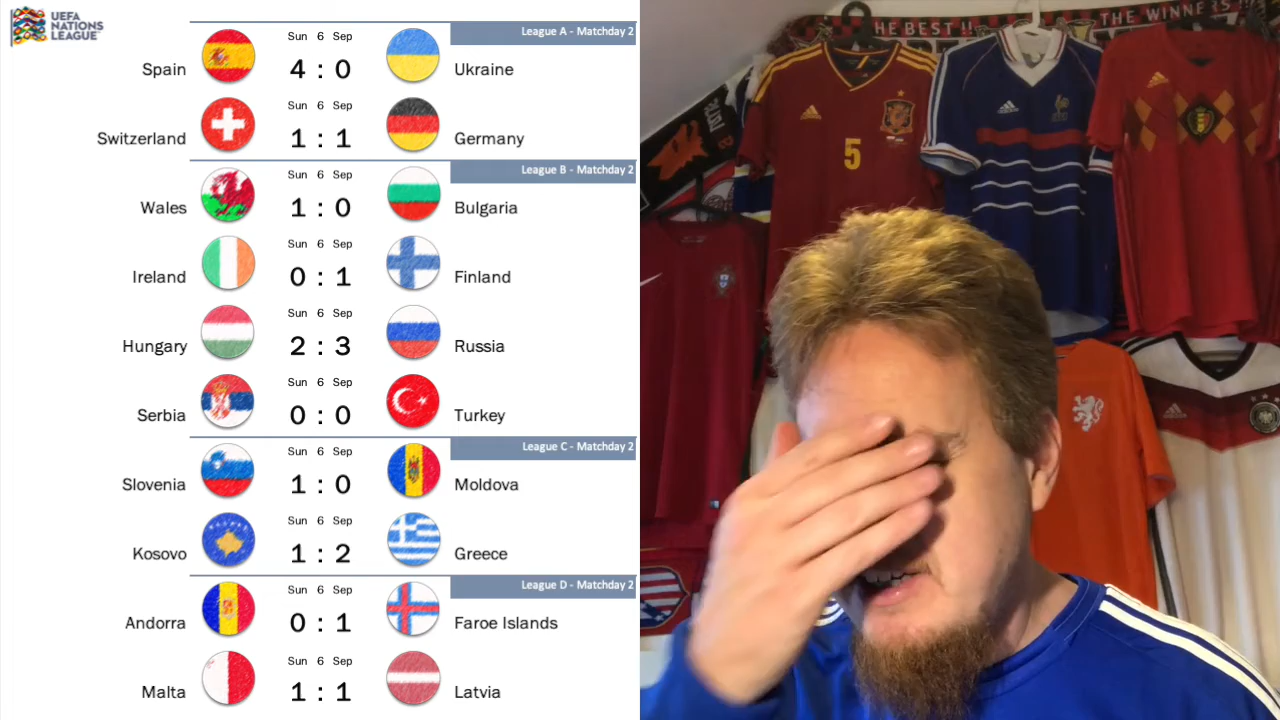 UEFA
NATIONS
LEAGUE
League A - Matchday 2
Sun 6 Sep
Spain 4 : 0 Ukraine
Sun 6 Sep
Switzerland 1 : 1 Germany
League B - Matchday 2
Sun 6 Sep
Wales 1 : 0 Bulgaria
Sun 6 Sep
Ireland 0 : 1 Finland
Sun 6 Sep
Hungary 2 : 3 Russia
Sun 6 Sep
Serbia 0 : 0 Turkey
League C - Matchday 2
Sun 6 Sep
Slovenia 1 : 0 Moldova
Sun 6 Sep
Kosovo 1 : 2 Greece
League D - Matchday 2
Sun 6 Sep
Andorra 0 : 1 Faroe Islands
Sun 6 Sep
Malta 1 : 1 Latvia
THE BEST !!
THE WINNERS
5